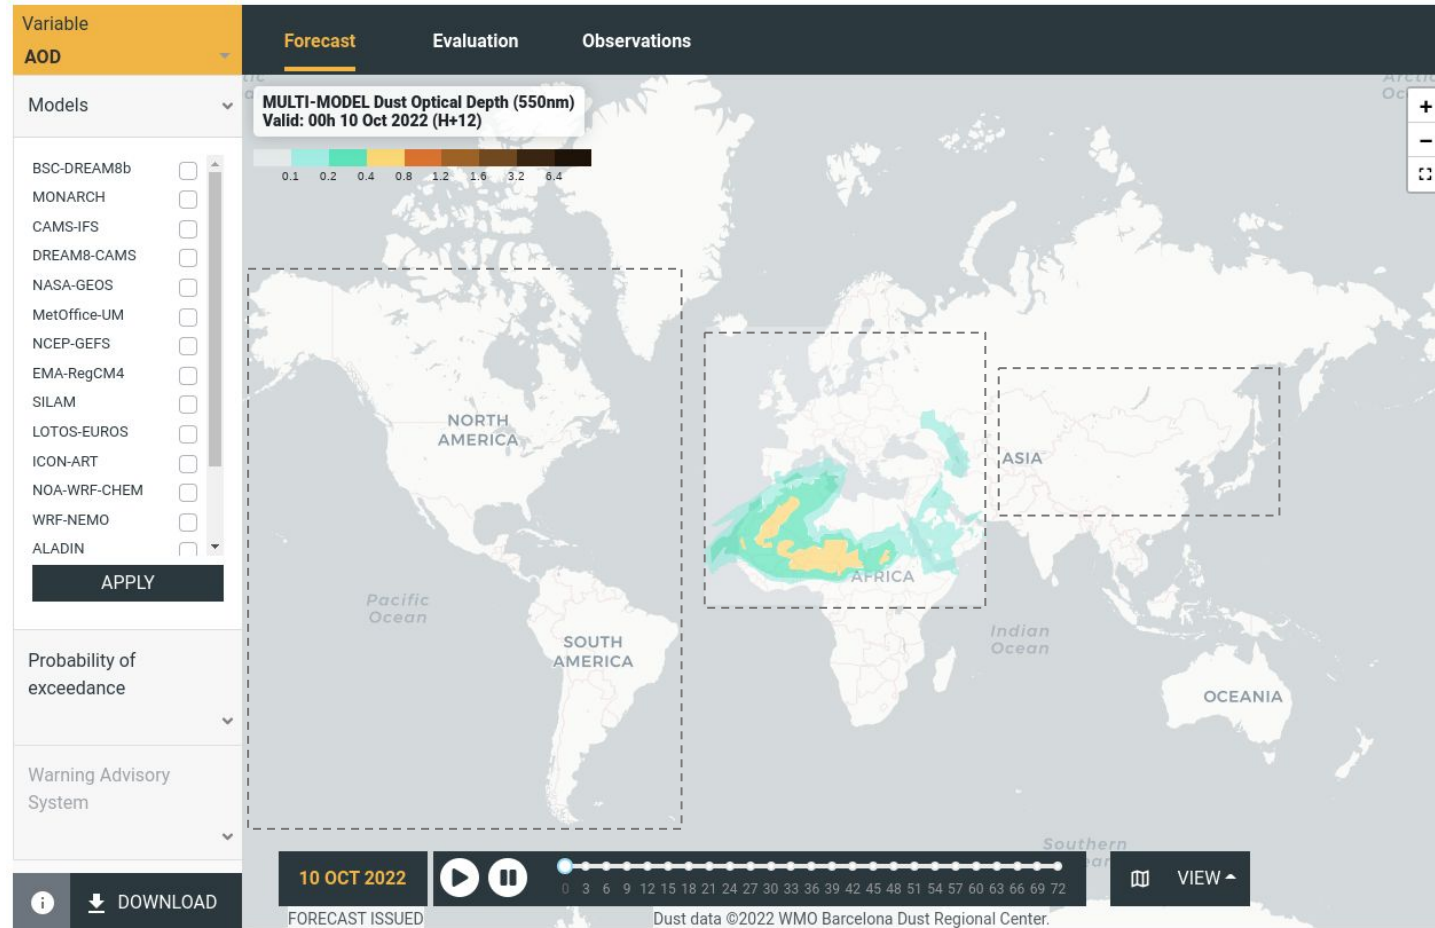 Variable
AOD
Forecast
Evaluation
Observations
Models
MULTI-MODEL Dust Optical Depth (550nm)
Valid: 00h 10 Oct 2022 (H+12)
0.1 0.2 0.4 0.8 1.2 1.6 3.2 6.4
BSC-DREAM8b
MONARCH
CAMS-IFS
DREAM8-CAMS
NASA-GEOS
MetOffice-UM
NCEP-GEFS
EMA-RegCM4
SILAM
LOTOS-EUROS
ICON-ART
NOA-WRF-CHEM
WRF-NEMO
ALADIN
APPLY
Probability of
exceedance
Warning Advisory
System
DOWNLOAD
+
−
NORTH
AMERICA
ASIA
AFRICA
Pacific
Ocean
SOUTH
AMERICA
Indian
Ocean
OCEANIA
Southern
10 OCT 2022
0 3 6 9 12 15 18 21 24 27 30 33 36 39 42 45 48 51 54 57 60 63 66 69 72
VIEW
FORECAST ISSUED
Dust data ©2022 WMO Barcelona Dust Regional Center.